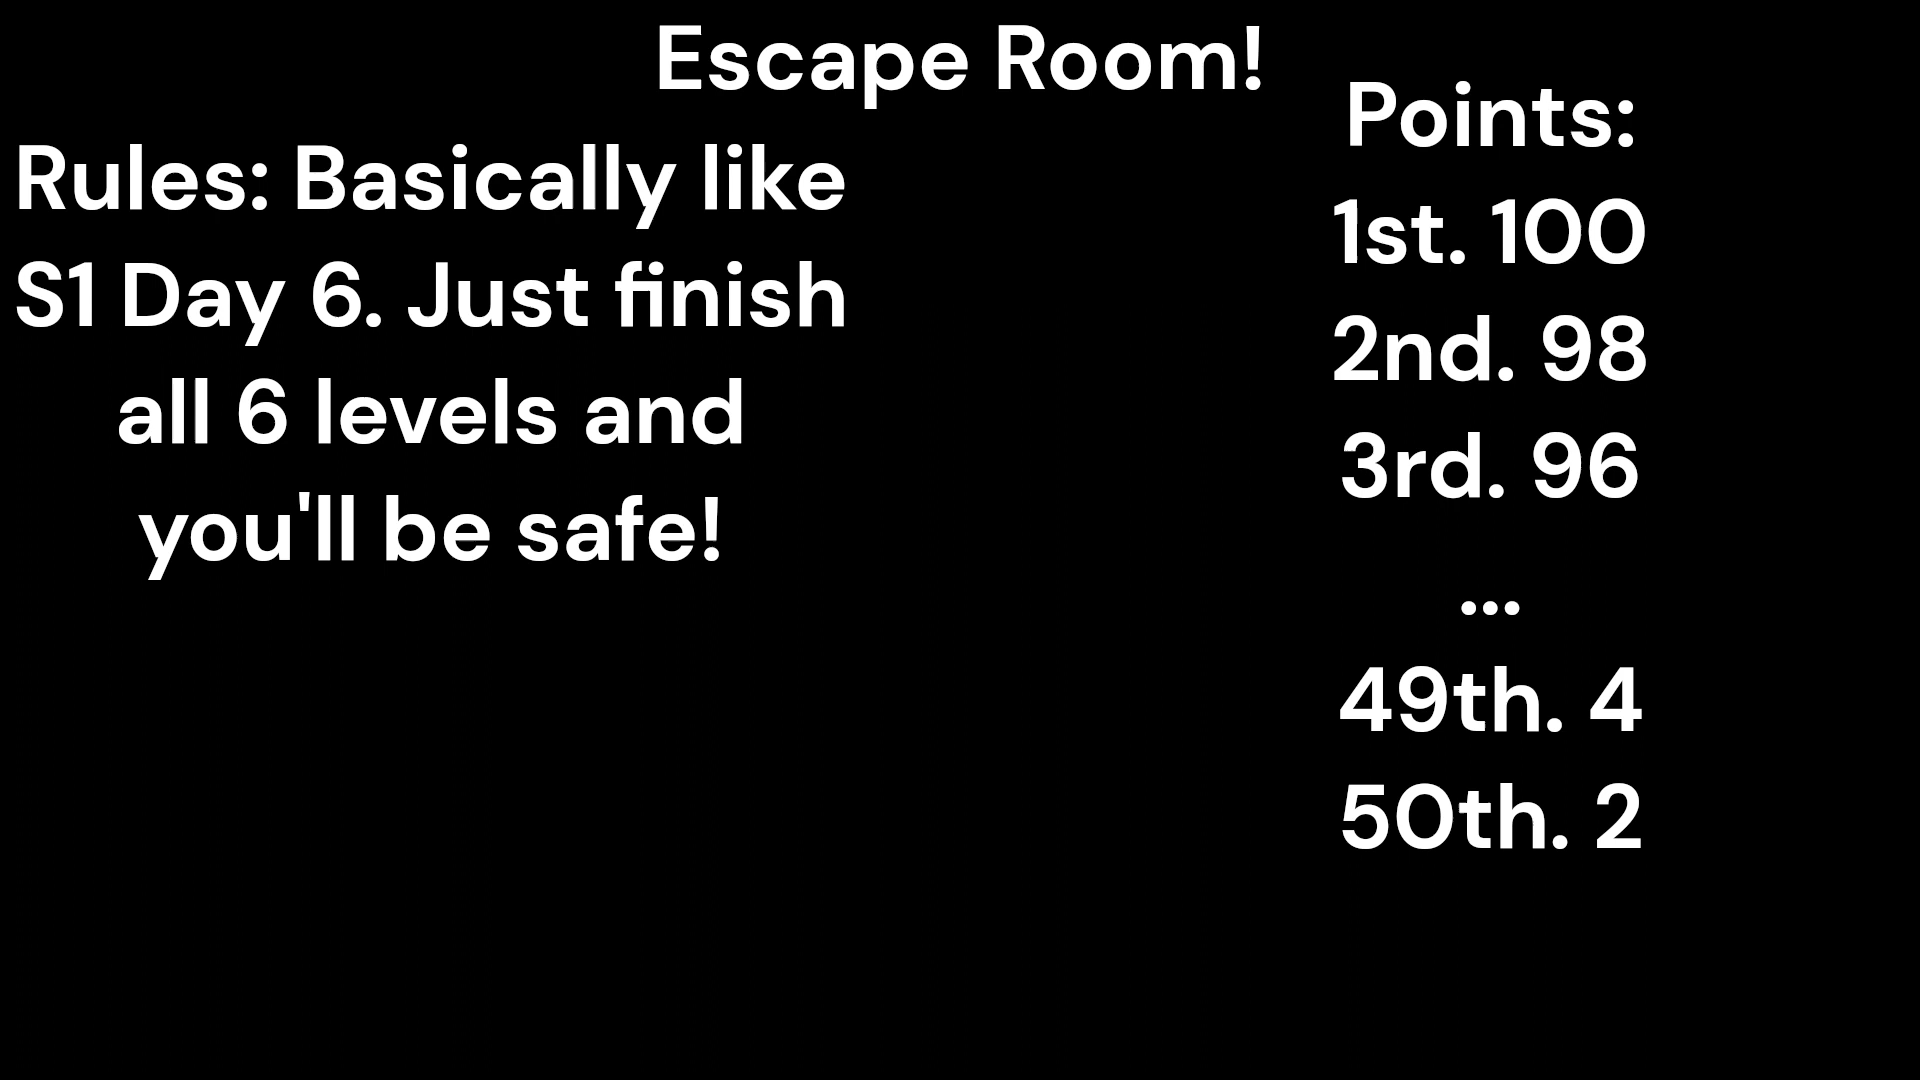 Escape Room!
Rules: Basically like
S1 Day 6. Just finish
all 6 levels and
you'll be safe!
Points:
1st. 100
2nd. 98
3rd. 96
...
49th. 4
50th. 2